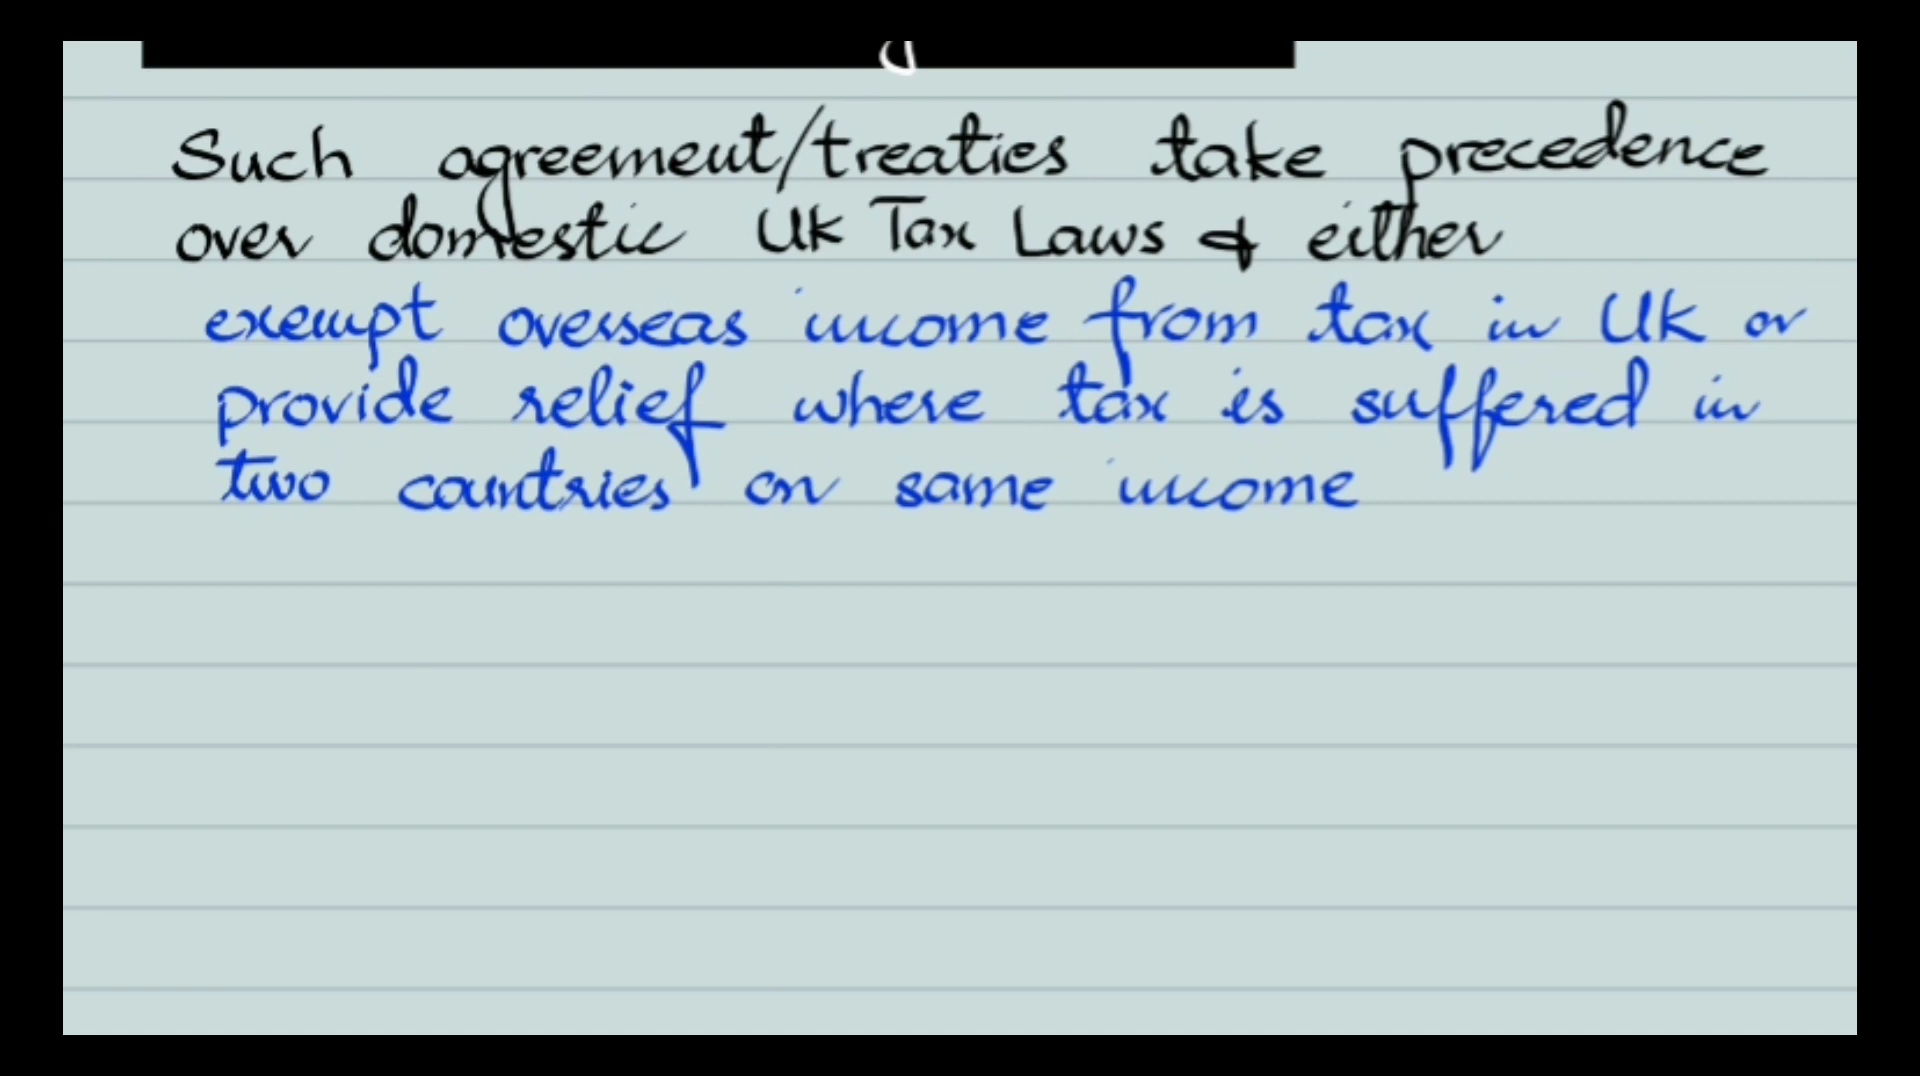 Such agreement/treaties take precedence
over domestic UK Tax Laws & either
exempt overseas income from tax in UK or
provide relief where tax is suffered in
two countries on same income